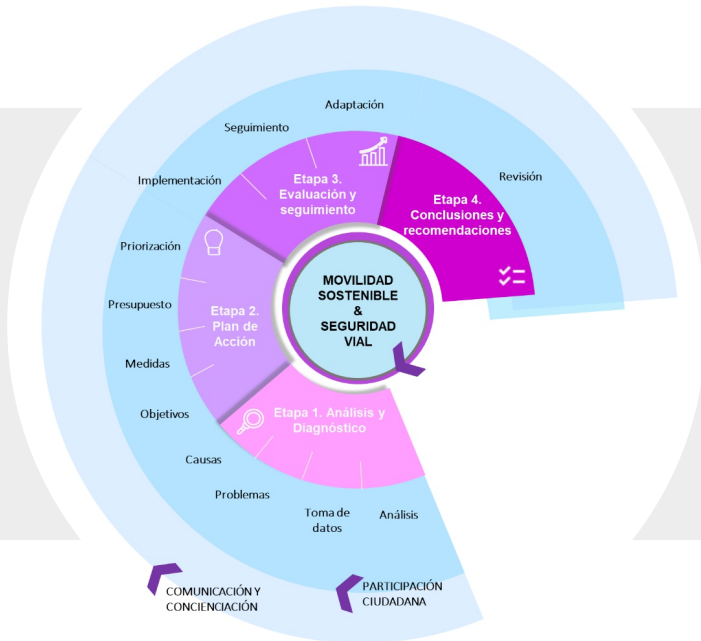 Adaptación
Seguimiento
Implementación
Revisión
Etapa 3.
Evaluación y
seguimiento
Etapa 4.
Conclusiones y
recomendaciones
Priorización
Presupuesto
Medidas
Objetivos
Etapa 2.
Plan de
Acción
MOVILIDAD
SOSTENIBLE
&
SEGURIDAD
VIAL
Etapa 1. Análisis y
Diagnóstico
Causas
Problemas
Toma de
datos
Análisis
COMUNICACIÓN Y
CONCIENCIACIÓN
PARTICIPACIÓN
CIUDADANA